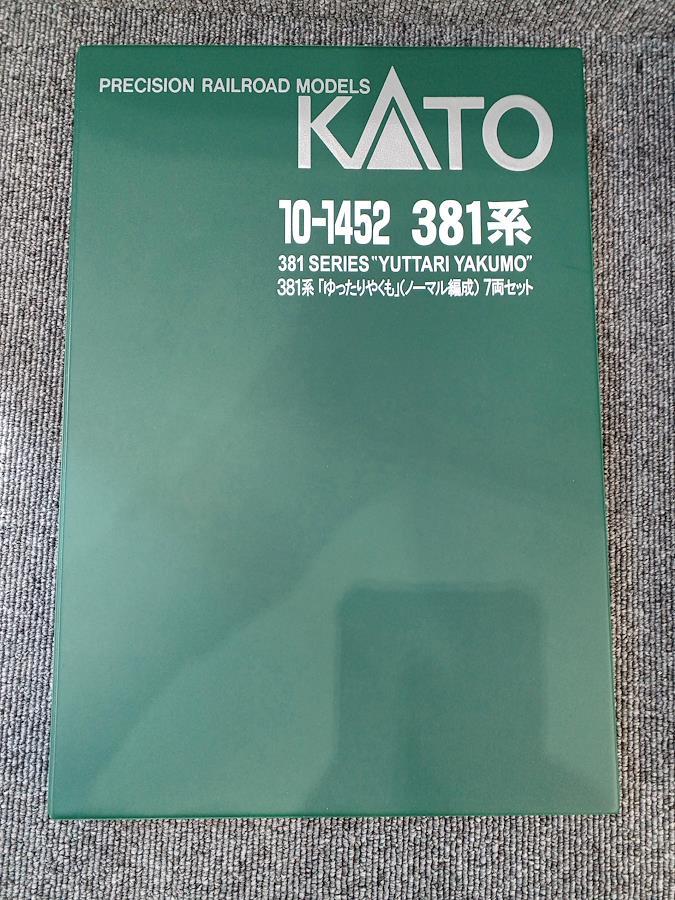 PRECISION RAILROAD MODELS
KATO
10-1452 381系
381 SERIES "YUTTARI YAKUMO"
381系「ゆったりやくも」(ノーマル編成) 7両セット